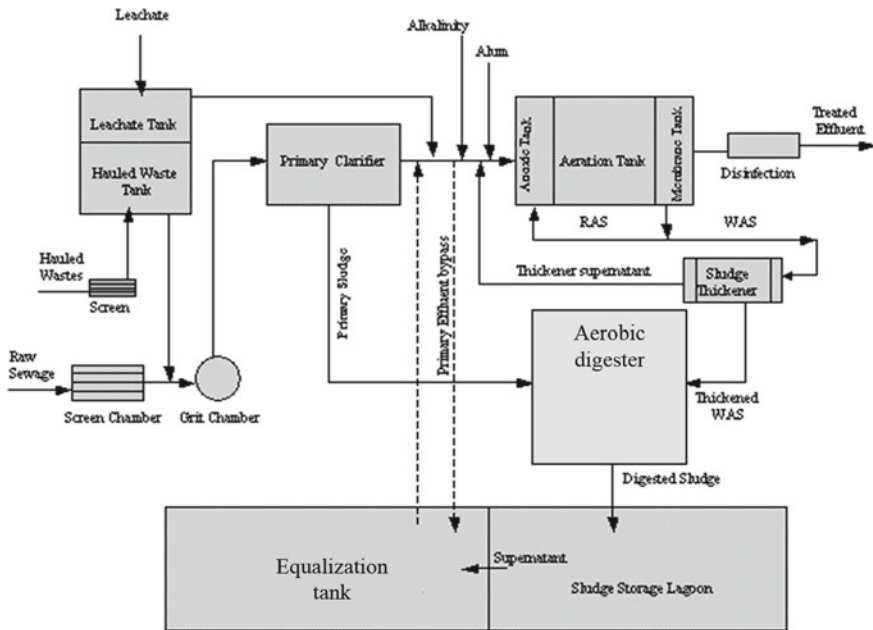 Leachate
Alkalinity
Alum
Leachate Tank
Hauled Waste
Tank
Primary Clarifier
Anoxic Tank
Aeration Tank
Membrane Tank
Treated
Effluent
Disinfection
RAS
WAS
Hauled
Wastes
Screen
Primary Sludge
Primary Effluent bypass
Thickener supernatant
Sludge
Thickener
Raw
Sewage
Screen Chamber
Grit Chamber
Aerobic
digester
Thickened
WAS
Digested Sludge
Equalization
tank
Supernatant
Sludge Storage Lagoon